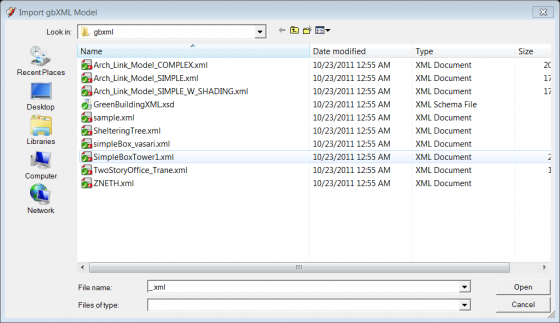 Import gbXML Model
Look in: gbxml
Name Date modified Type Size
Arch_Link_Model_COMPLEX.xml 10/23/2011 12:55 AM XML Document 20
Arch_Link_Model_SIMPLE.xml 10/23/2011 12:55 AM XML Document 17
Arch_Link_Model_SIMPLE_W_SHADING.xml 10/23/2011 12:55 AM XML Document 17
GreenBuildingXML.xsd 10/23/2011 12:55 AM XML Schema File
sample.xml 10/23/2011 12:55 AM XML Document
ShelteringTree.xml 10/23/2011 12:55 AM XML Document
simpleBox_vasari.xml 10/23/2011 12:55 AM XML Document
SimpleBoxTower1.xml 10/23/2011 12:55 AM XML Document 2
TwoStoryOffice_Trane.xml 10/23/2011 12:55 AM XML Document 1
ZNETH.xml 10/23/2011 12:55 AM XML Document
Recent Places
Desktop
Libraries
Computer
Network
File name: _.xml Open
Files of type: Cancel